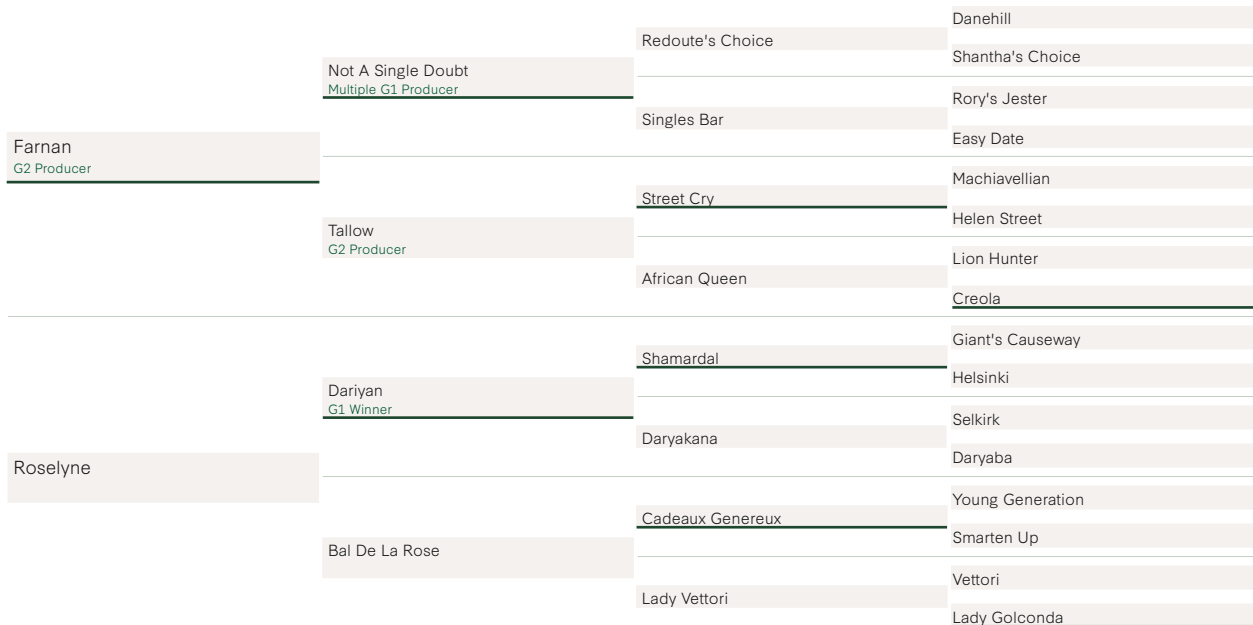 Danehill
Redoute's Choice
Shantha's Choice
Not A Single Doubt
Multiple G1 Producer
Rory's Jester
Singles Bar
Easy Date
Farnan
G2 Producer
Machiavellian
Street Cry
Helen Street
Tallow
G2 Producer
Lion Hunter
African Queen
Creola
Giant's Causeway
Shamardal
Helsinki
Dariyan
G1 Winner
Selkirk
Daryakana
Daryaba
Roselyne
Young Generation
Cadeaux Genereux
Smarten Up
Bal De La Rose
Vettori
Lady Vettori
Lady Golconda